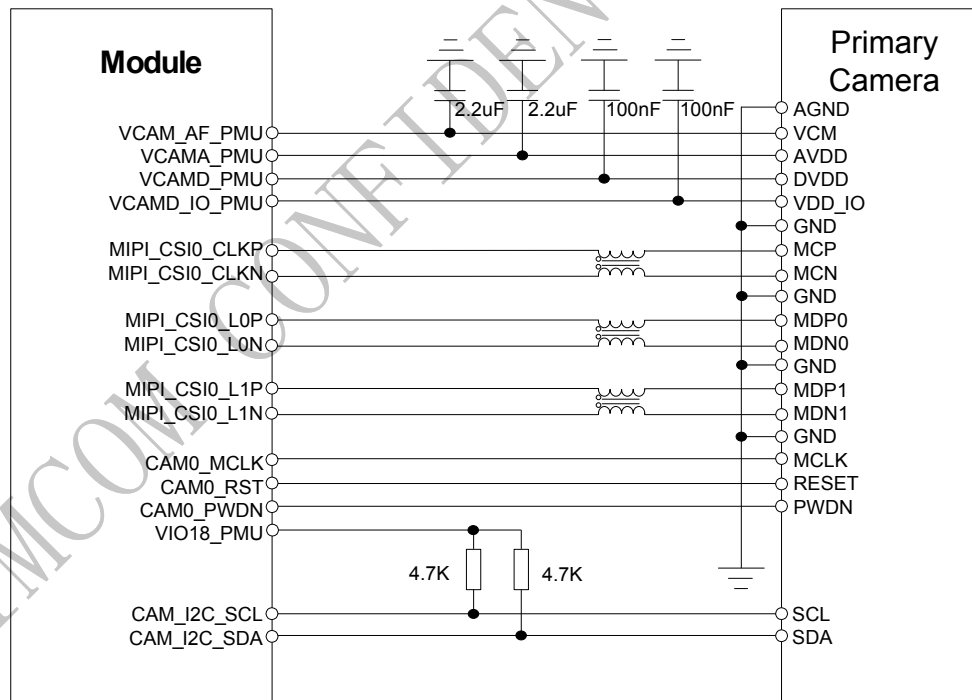 Module
Primary
Camera
2.2uF 2.2uF 100nF 100nF
AGND
VCAM_AF_PMU VCM
VCAMA_PMU AVDD
VCAMD_PMU DVDD
VCAMD_IO_PMU VDD_IO
GND
MIPI_CSI0_CLKP MCP
MIPI_CSI0_CLKN MCN
GND
MIPI_CSI0_L0P MDP0
MIPI_CSI0_L0N MDN0
GND
MIPI_CSI0_L1P MDP1
MIPI_CSI0_L1N MDN1
GND
CAM0_MCLK MCLK
CAM0_RST RESET
CAM0_PWDN PWDN
VIO18_PMU
4.7K 4.7K
CAM_I2C_SCL SCL
CAM_I2C_SDA SDA